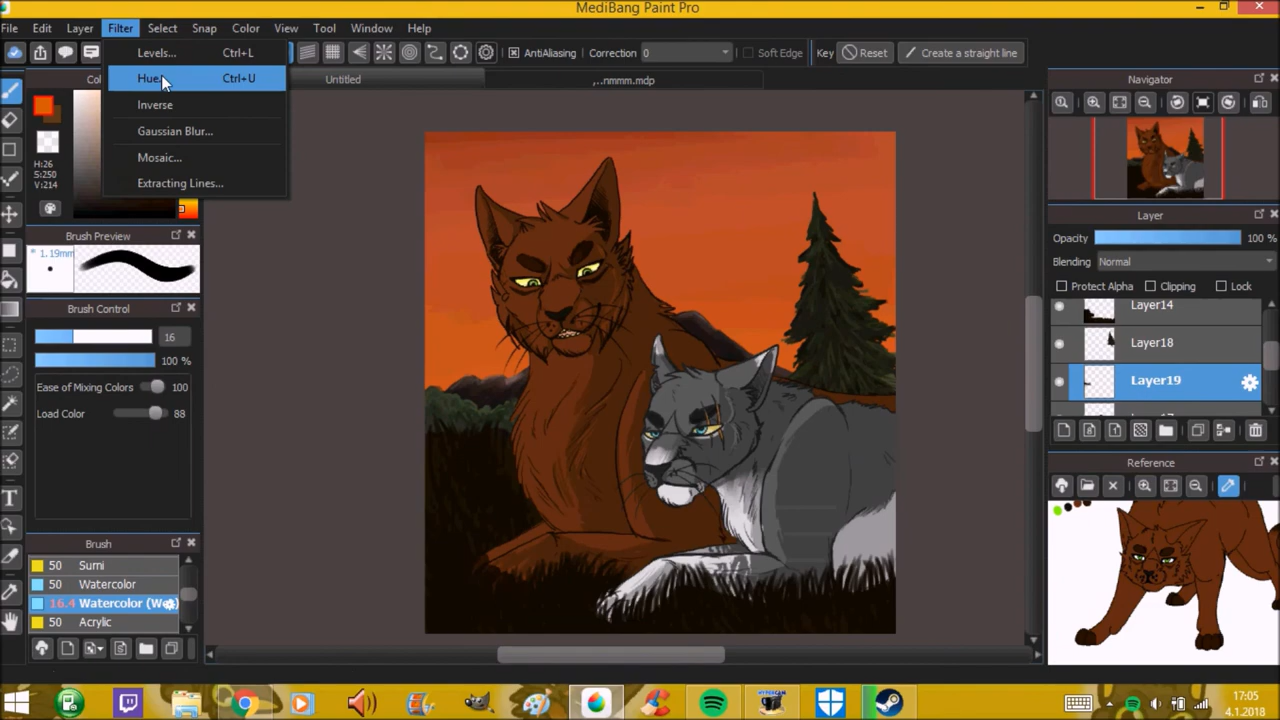 MediBang Paint Pro
File Edit Layer Filter Select Snap Color View Tool Window Help
AntiAliasing Correction 0 Soft Edge Key Reset Create a straight line
Levels... Ctrl+L
Hue. Ctrl+U
Inverse
Gaussian Blur...
Mosaic...
Extracting Lines...
Untitled
,..nmmm.mdp
Col
H:26
S:250
V:214
Brush Preview
* 1.19mm
Brush Control
16
100 %
Ease of Mixing Colors 100
Load Color 88
Brush
50 Sumi
50 Watercolor
16.4 Watercolor (We
50 Acrylic
Navigator
Layer
Opacity 100 %
Blending Normal
Protect Alpha Clipping Lock
Layer14
Layer18
Layer19
Reference
HYPERCAM
17:05
4.1.2018